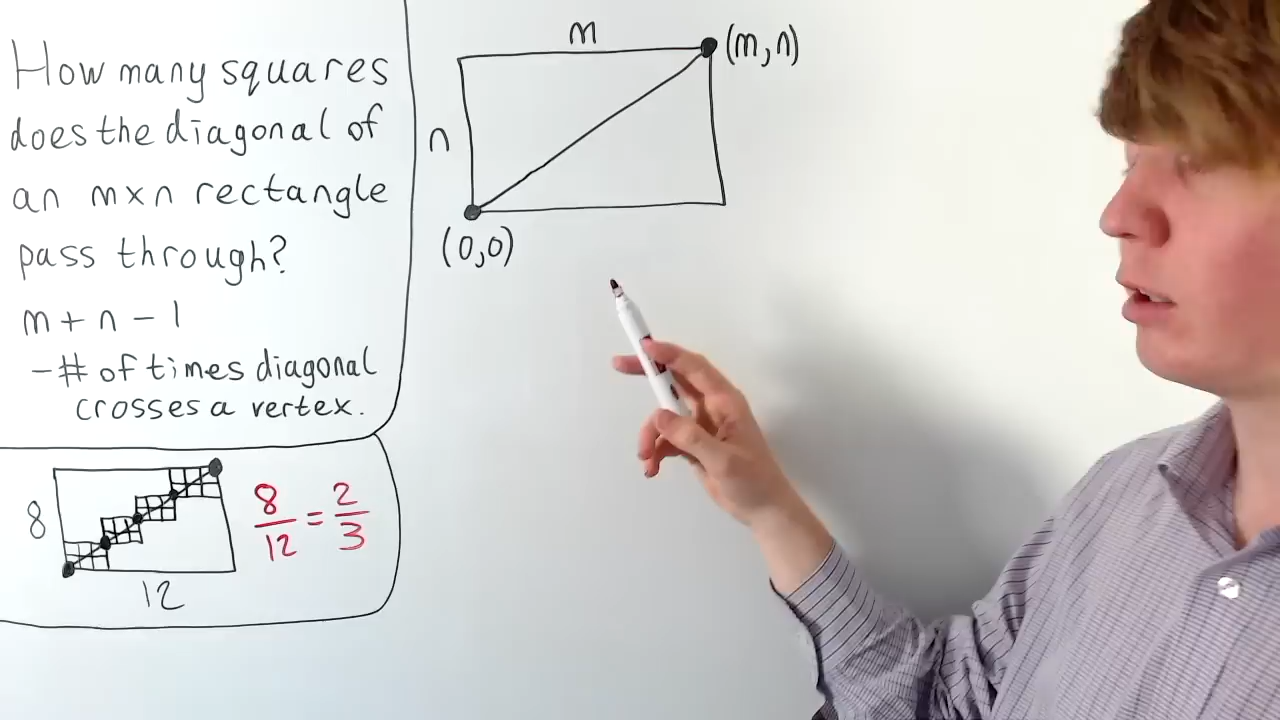 How many squares
does the diagonal of
an m×n rectangle
pass through?
m + n - 1
- # of times diagonal
crosses a vertex.
8
12
8/12 = 2/3
m
(m, n)
n
(0,0)